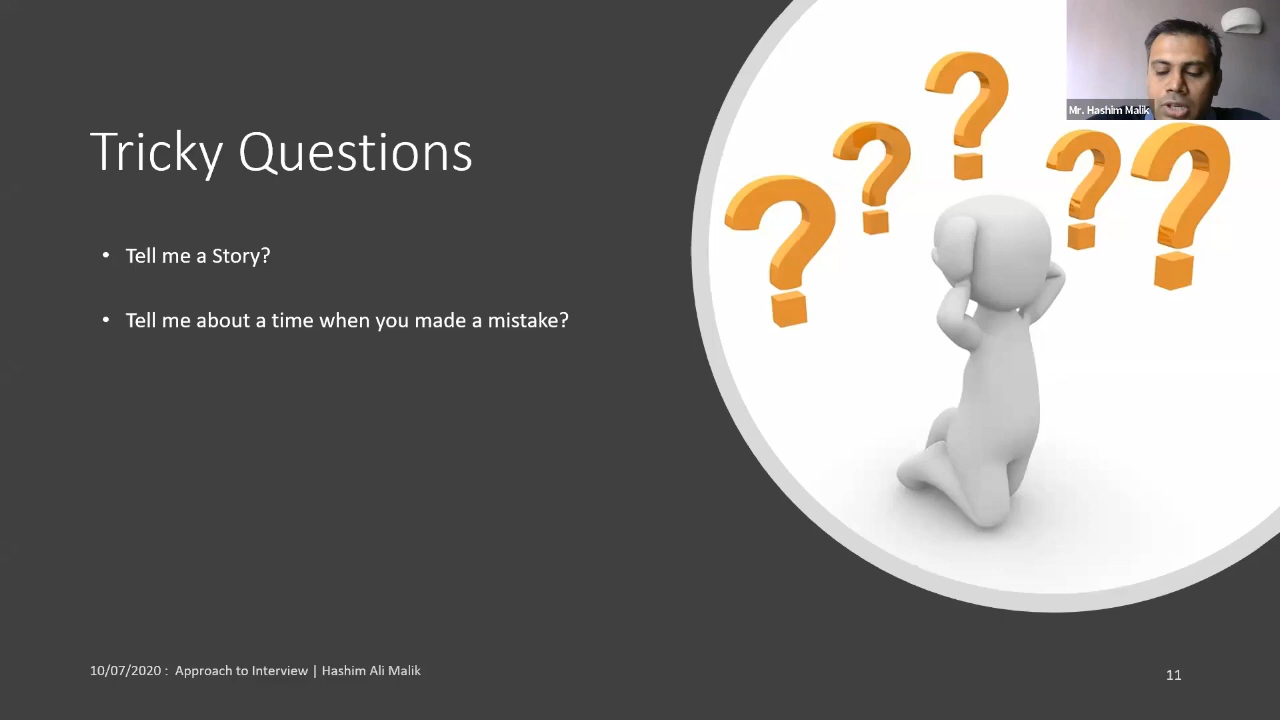 Mr. Hashim Malik
Tricky Questions
• Tell me a Story?
• Tell me about a time when you made a mistake?
10/07/2020 : Approach to Interview | Hashim Ali Malik
11